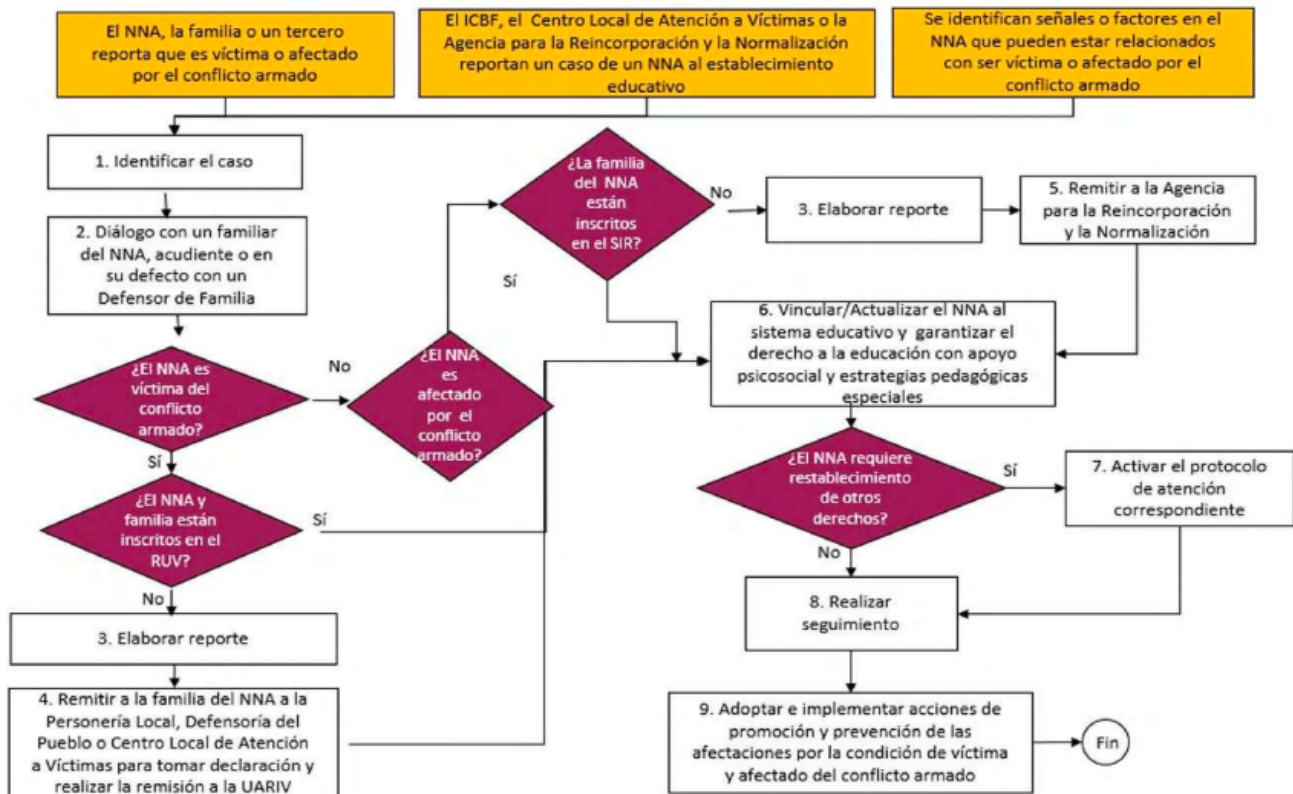 El NNA, la familia o un tercero
reporta que es víctima o afectado
por el conflicto armado
El ICBF, el Centro Local de Atención a Víctimas o la
Agencia para la Reincorporación y la Normalización
reportan un caso de un NNA al establecimiento
educativo
Se identifican señales o factores en el
NNA que pueden estar relacionados
con ser víctima o afectado por el
conflicto armado
1. Identificar el caso
2. Diálogo con un familiar
del NNA, acudiente o en
su defecto con un
Defensor de Familia
¿El NNA es
víctima del
conflicto
armado?
No
Sí
¿El NNA y
familia están
inscritos en el
RUV?
Sí
No
3. Elaborar reporte
4. Remitir a la familia del NNA a la
Personería Local, Defensoría del
Pueblo o Centro Local de Atención
a Víctimas para tomar declaración y
realizar la remisión a la UARIV
¿El NNA
es
afectado
por el
conflicto
armado?
¿La familia
del NNA
están
inscritos
en el SIR?
No
Sí
3. Elaborar reporte
5. Remitir a la Agencia
para la Reincorporación
y la Normalización
6. Vincular/Actualizar el NNA al
sistema educativo y garantizar el
derecho a la educación con apoyo
psicosocial y estrategias pedagógicas
especiales
¿El NNA requiere
restablecimiento
de otros
derechos?
Sí
No
7. Activar el protocolo
de atención
correspondiente
8. Realizar
seguimiento
9. Adoptar e implementar acciones de
promoción y prevención de las
afectaciones por la condición de víctima
y afectado del conflicto armado
Fin